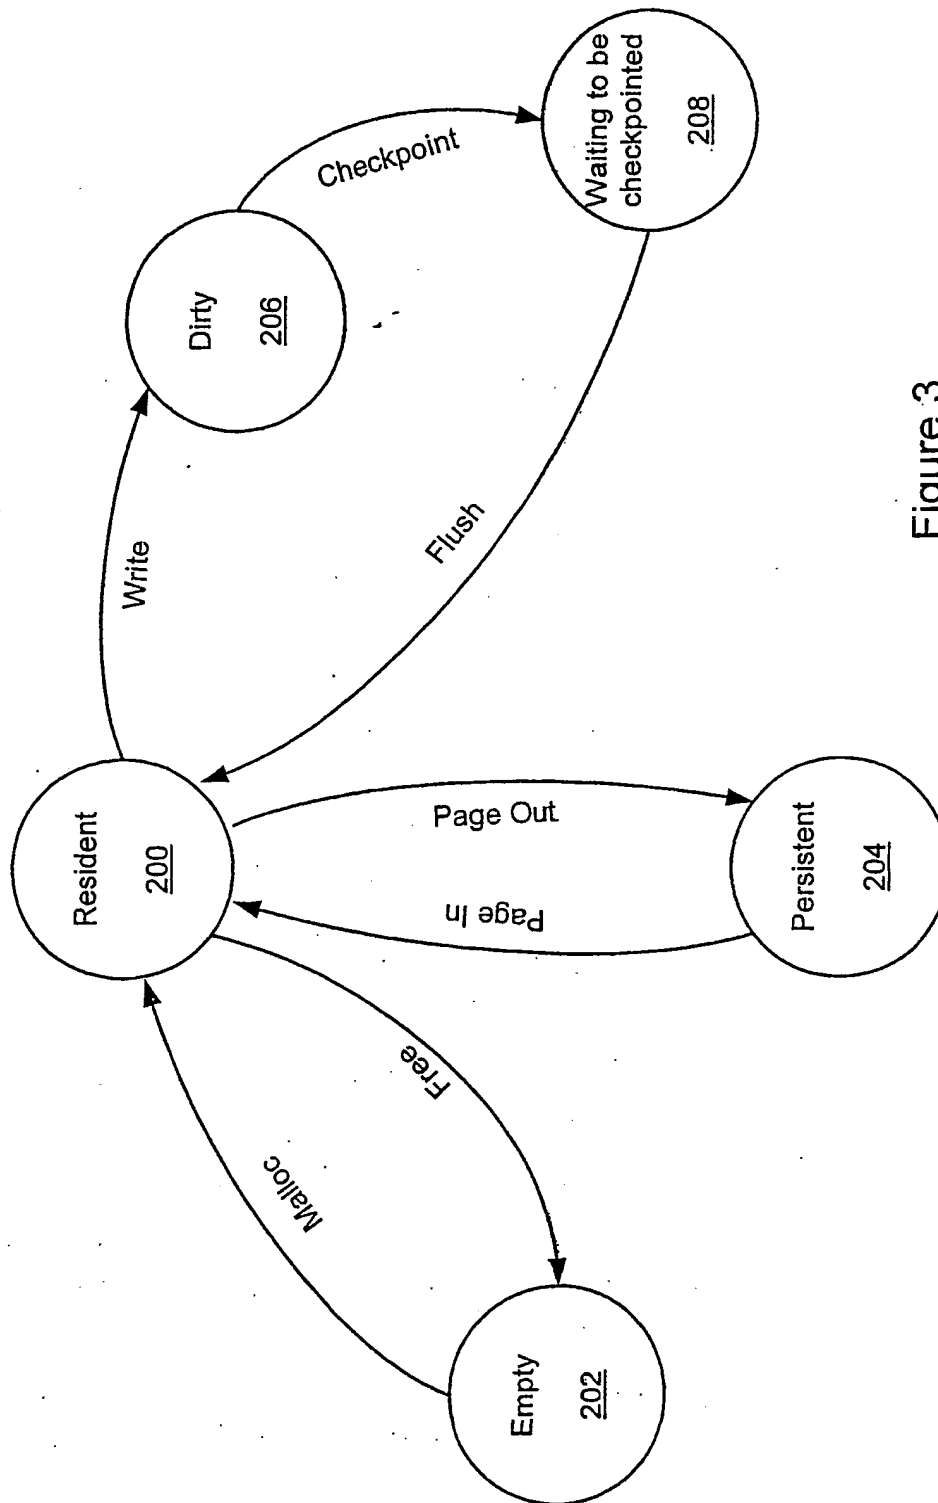 Resident
200
Write
Dirty
206
Checkpoint
Waiting to be
checkpointed
208
Flush
Page Out
Page In
Persistent
204
Free
Malloc
Empty
202
Figure 3